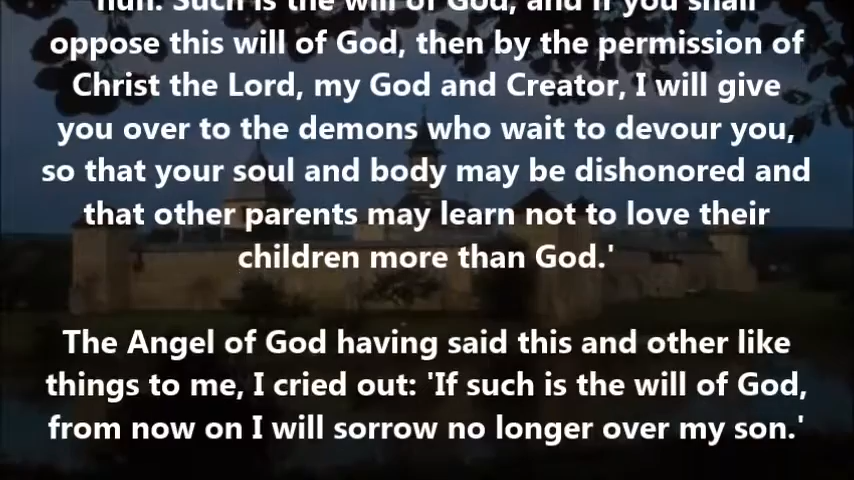 nun. Such is the will of God, and if you shall
oppose this will of God, then by the permission of
Christ the Lord, my God and Creator, I will give
you over to the demons who wait to devour you,
so that your soul and body may be dishonored and
that other parents may learn not to love their
children more than God.'
The Angel of God having said this and other like
things to me, I cried out: 'If such is the will of God,
from now on I will sorrow no longer over my son.'